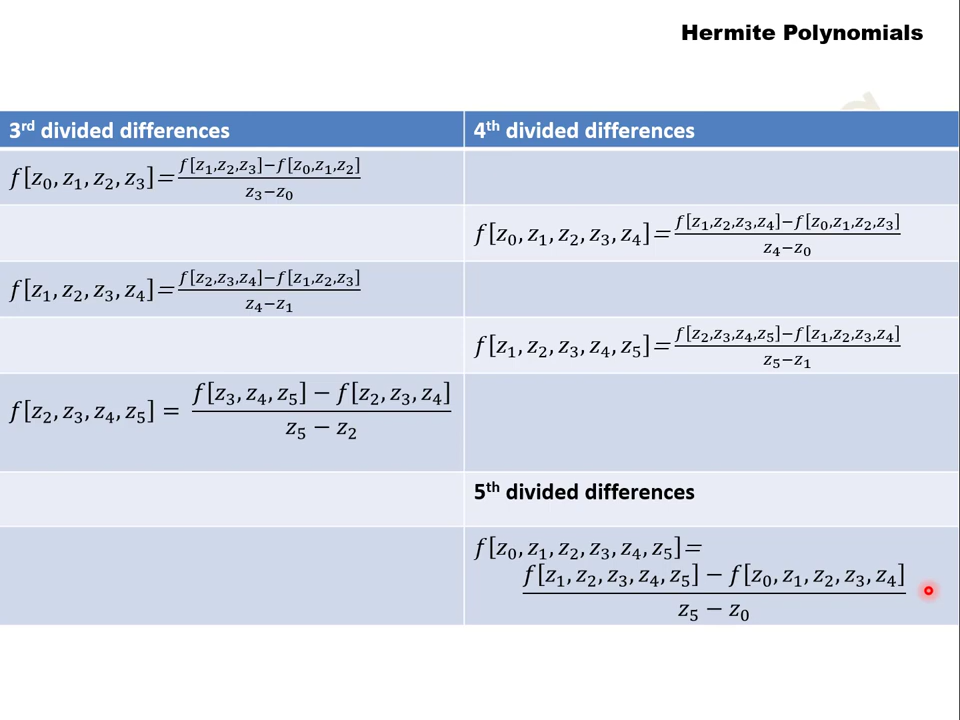 Hermite Polynomials
3rd divided differences
4th divided differences
f[z₀, z₁, z₂, z₃]=(f[z₁,z₂,z₃]−f[z₀,z₁,z₂])/(z₃−z₀)
f[z₀, z₁, z₂, z₃, z₄]=(f[z₁,z₂,z₃,z₄]−f[z₀,z₁,z₂,z₃])/(z₄−z₀)
f[z₁, z₂, z₃, z₄]=(f[z₂,z₃,z₄]−f[z₁,z₂,z₃])/(z₄−z₁)
f[z₁, z₂, z₃, z₄, z₅]=(f[z₂,z₃,z₄,z₅]−f[z₁,z₂,z₃,z₄])/(z₅−z₁)
f[z₂, z₃, z₄, z₅] = (f[z₃, z₄, z₅] − f[z₂, z₃, z₄])/(z₅ − z₂)
5th divided differences
f[z₀, z₁, z₂, z₃, z₄, z₅]=
(f[z₁, z₂, z₃, z₄, z₅] − f[z₀, z₁, z₂, z₃, z₄])/(z₅ − z₀)